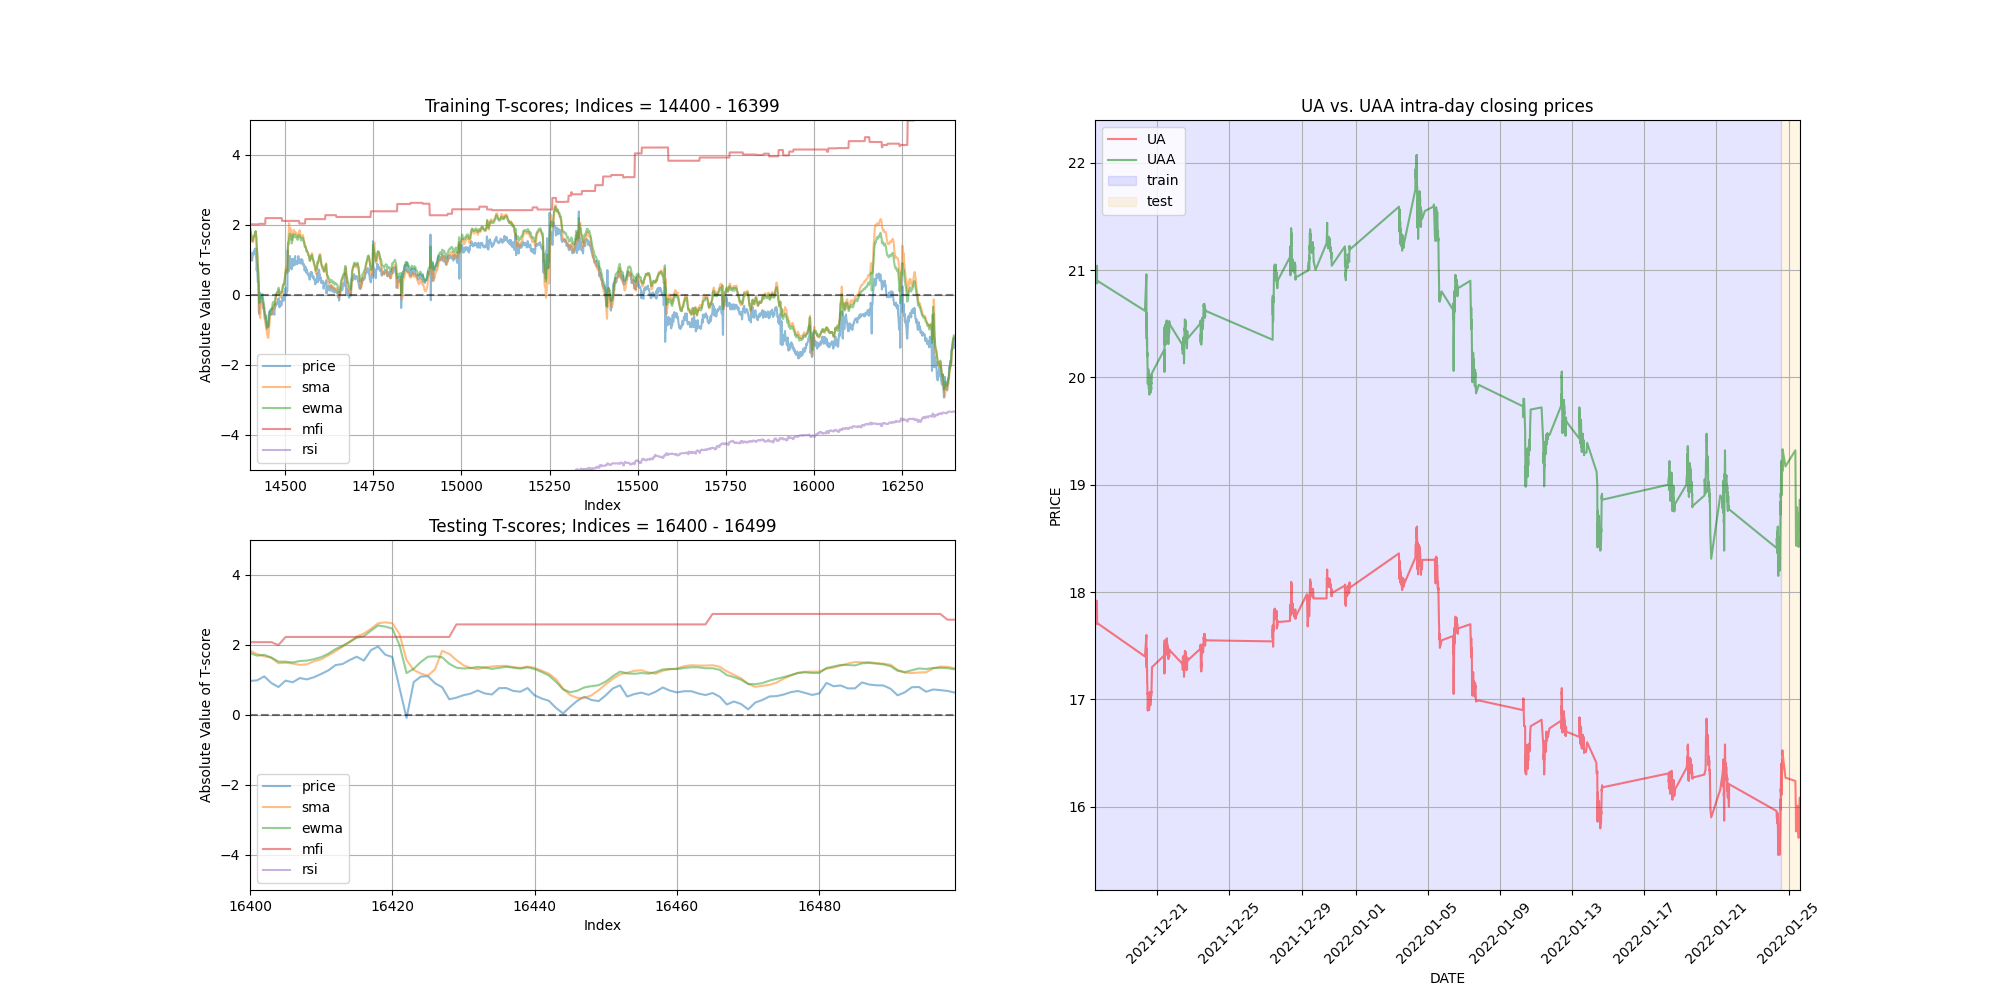 Training T-scores; Indices = 14400 - 16399
Absolute Value of T-score
4
2
0
−2
−4
price
sma
ewma
mfi
rsi
14500 14750 15000 15250 15500 15750 16000 16250
Index
Testing T-scores; Indices = 16400 - 16499
Absolute Value of T-score
4
2
0
−2
−4
price
sma
ewma
mfi
rsi
16400 16420 16440 16460 16480
Index
UA vs. UAA intra-day closing prices
UA
UAA
train
test
PRICE
22
21
20
19
18
17
16
2021-12-21 2021-12-25 2021-12-29 2022-01-01 2022-01-05 2022-01-09 2022-01-13 2022-01-17 2022-01-21 2022-01-25
DATE